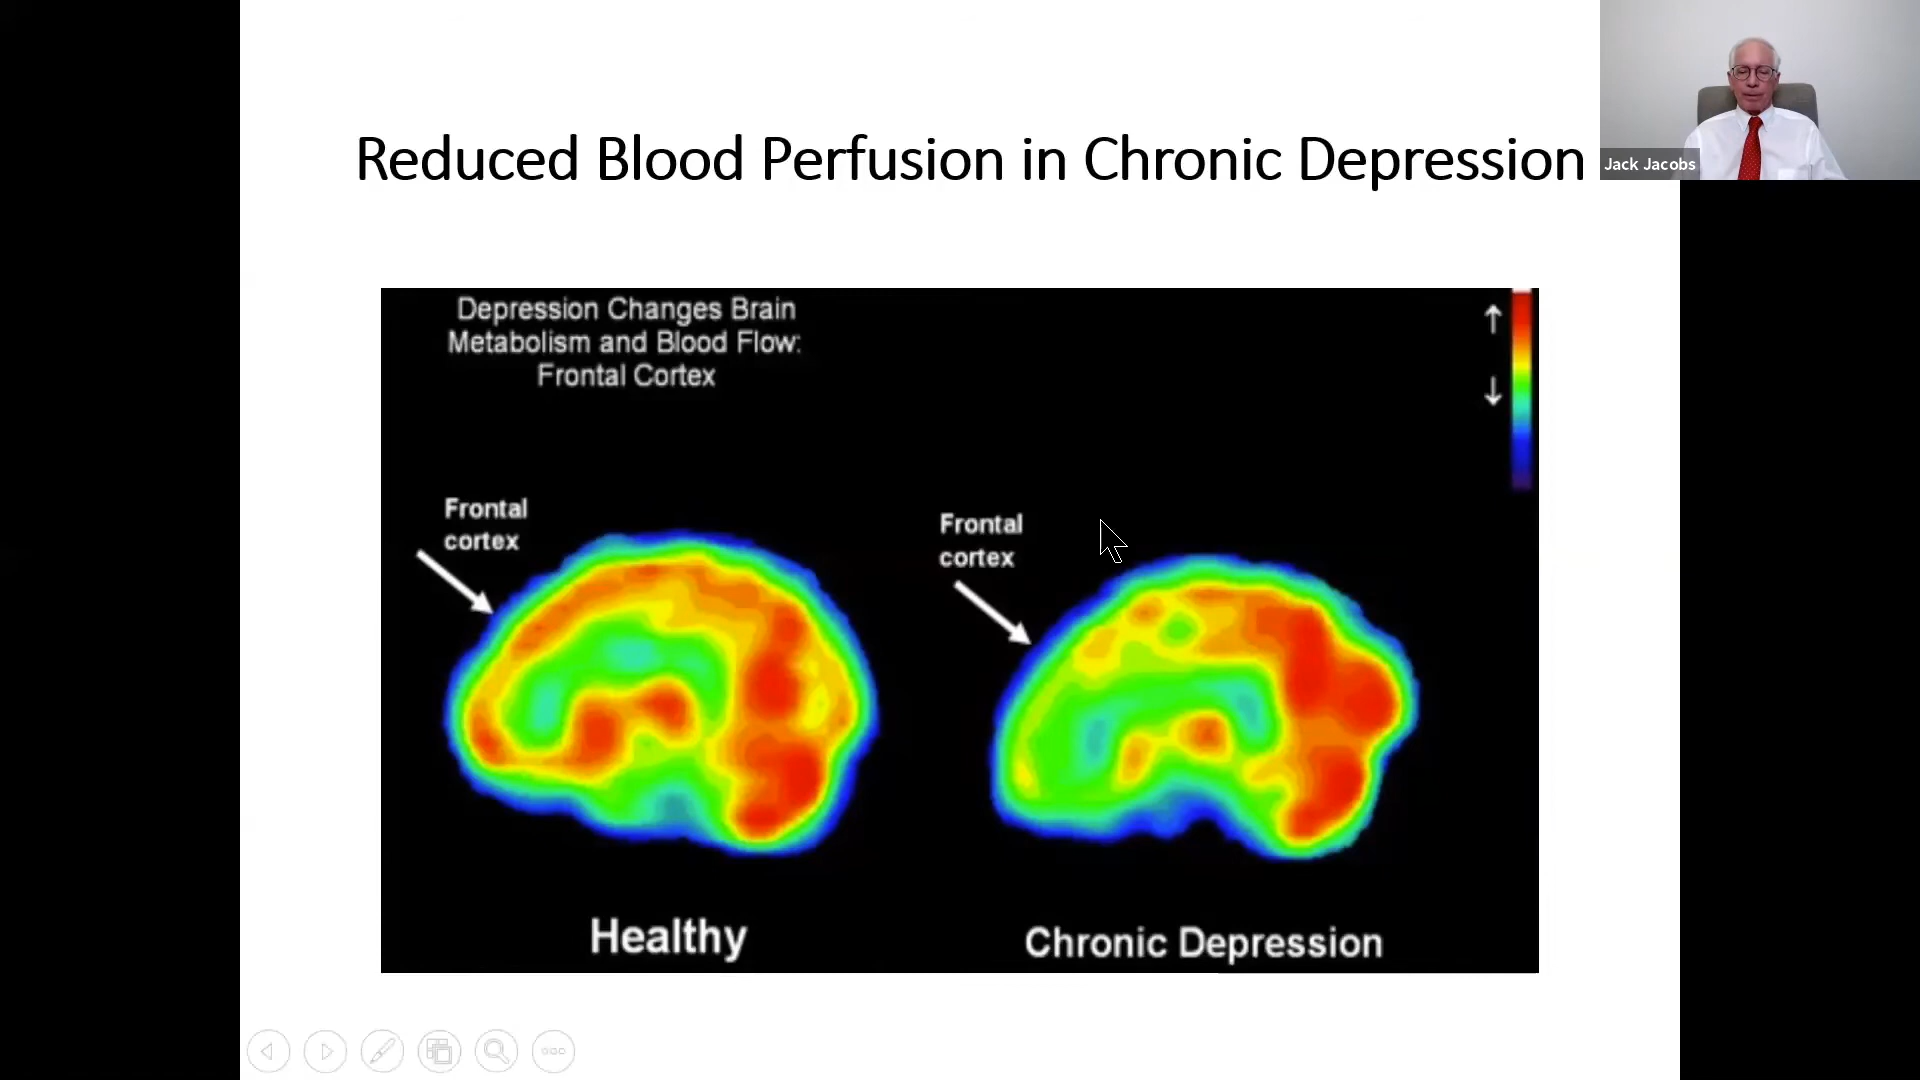 Reduced Blood Perfusion in Chronic Depression
Jack Jacobs
Depression Changes Brain
Metabolism and Blood Flow:
Frontal Cortex
Frontal
cortex
Frontal
cortex
Healthy
Chronic Depression